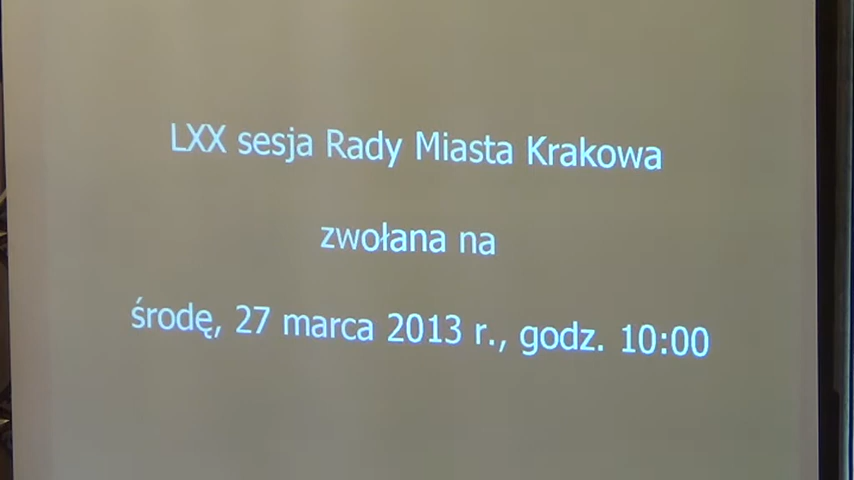 LXX sesja Rady Miasta Krakowa
zwołana na
środę, 27 marca 2013 r., godz. 10:00